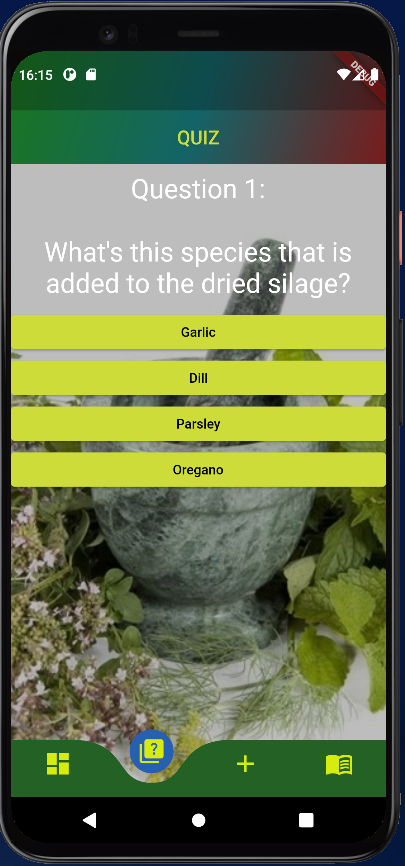 16:15
DEBUG
QUIZ
Question 1:
What's this species that is
added to the dried silage?
Garlic
Dill
Parsley
Oregano
?